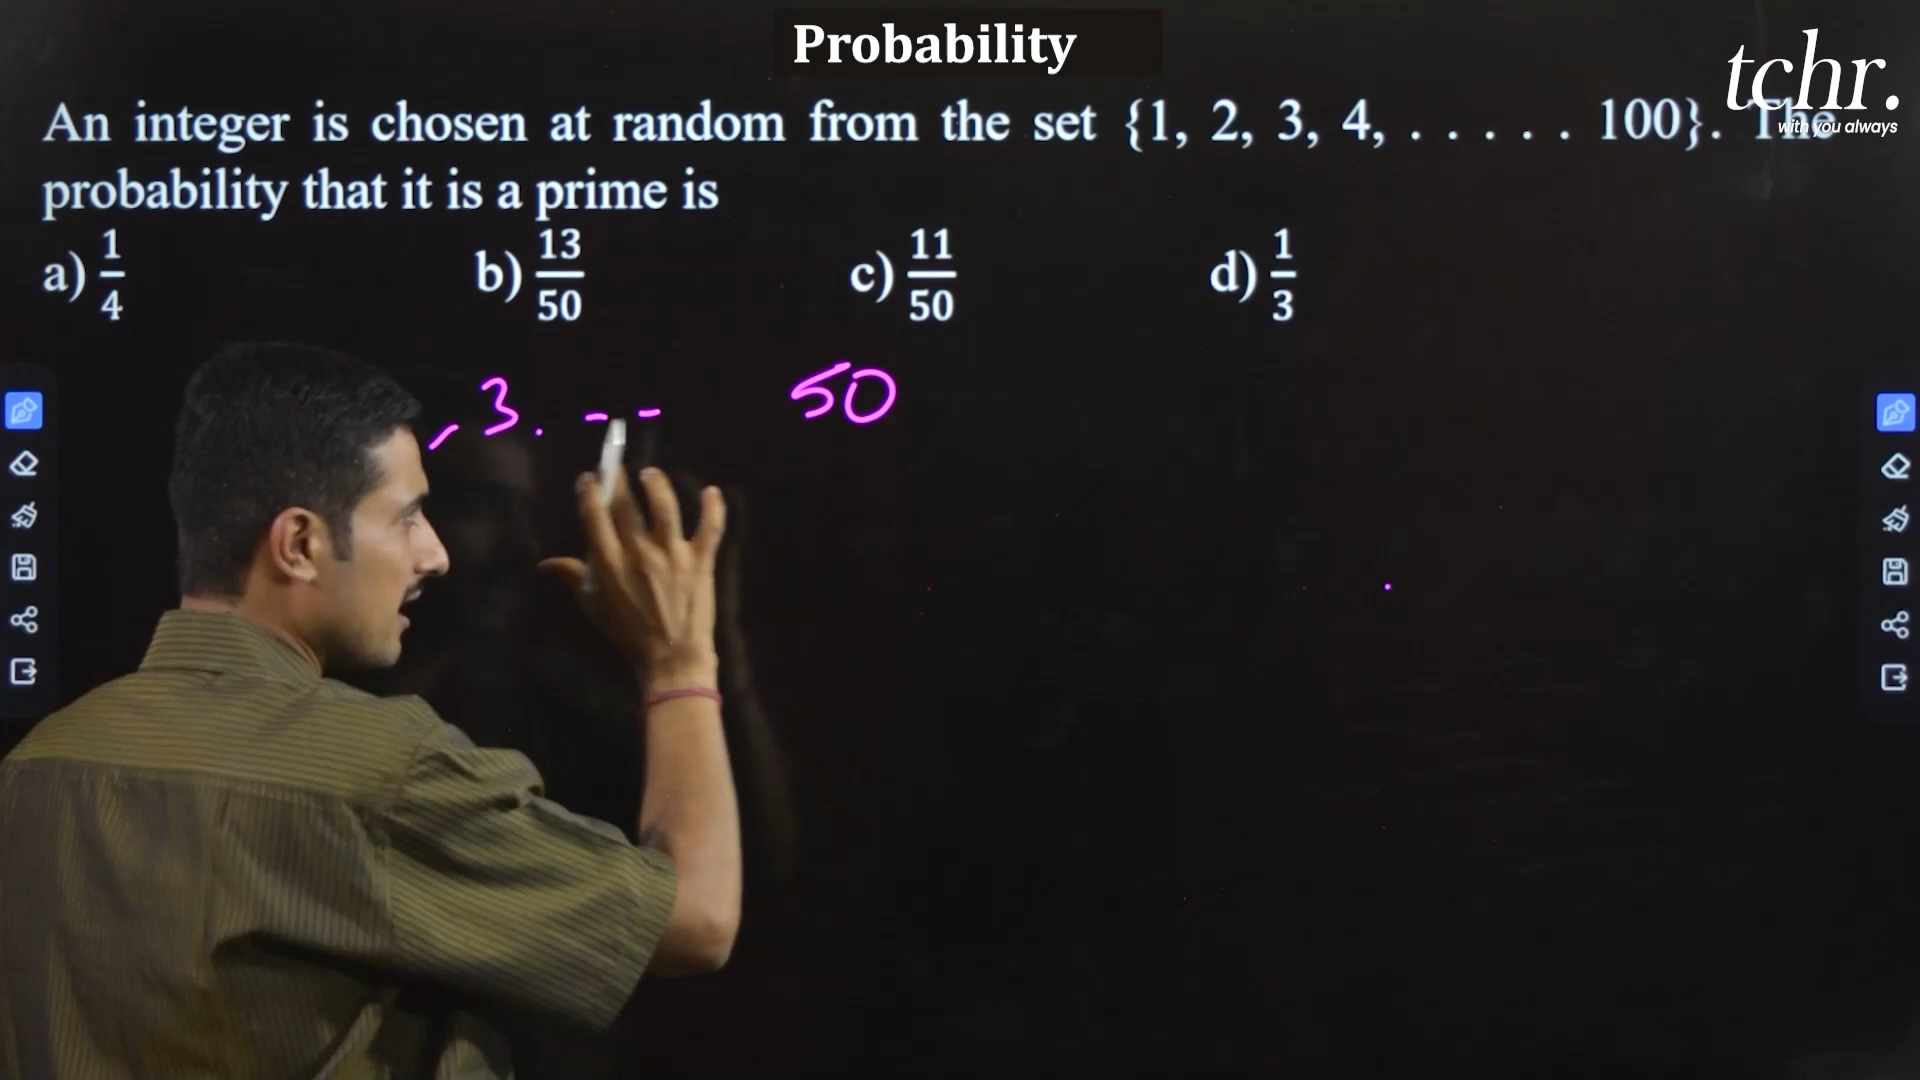 Probability
tchr.
with you always
An integer is chosen at random from the set {1, 2, 3, 4, . . . . . . 100}. The
probability that it is a prime is
a) 1/4 b) 13/50 c) 11/50 d) 1/3
, 3. - - 50